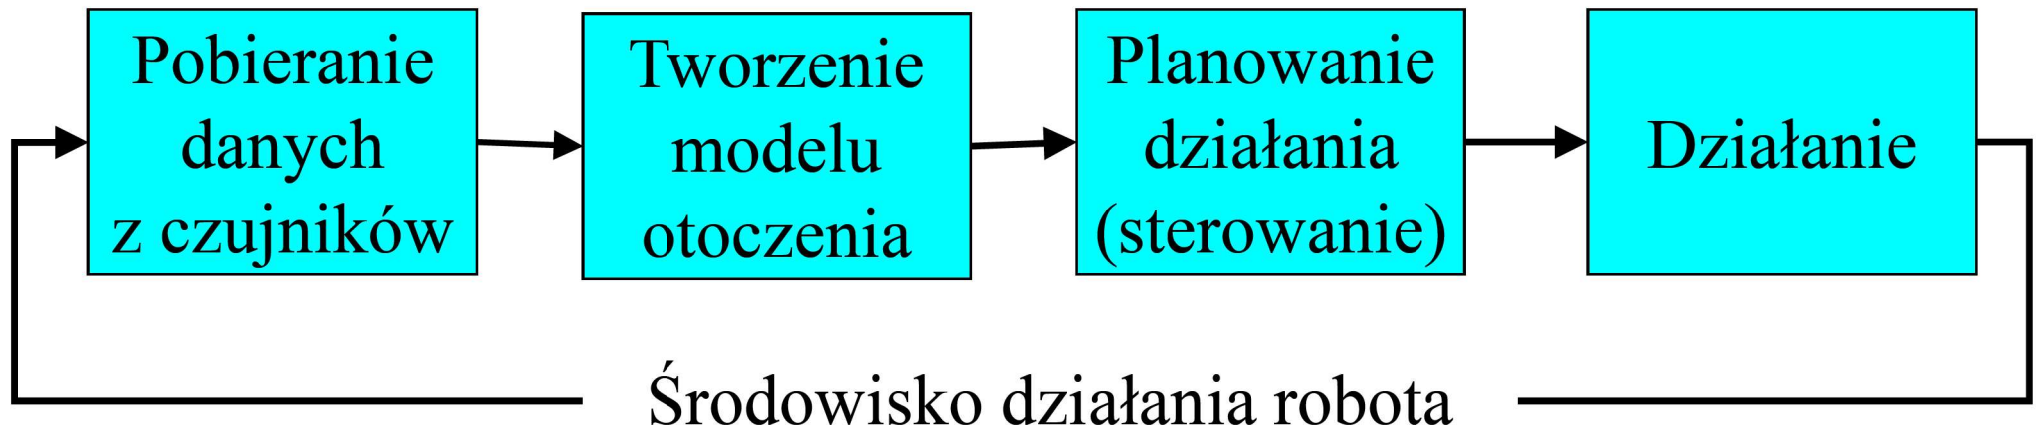 Pobieranie
danych
z czujników
Tworzenie
modelu
otoczenia
Planowanie
działania
(sterowanie)
Działanie
Środowisko działania robota